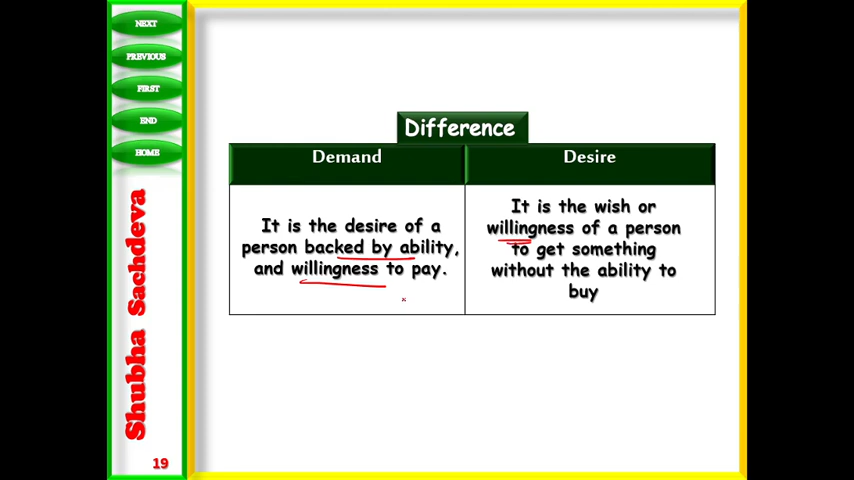 NEXT
PREVIOUS
FIRST
END
HOME
Shubha Sachdeva
19
Difference
Demand
Desire
It is the desire of a
person backed by ability,
and willingness to pay.
It is the wish or
willingness of a person
to get something
without the ability to
buy